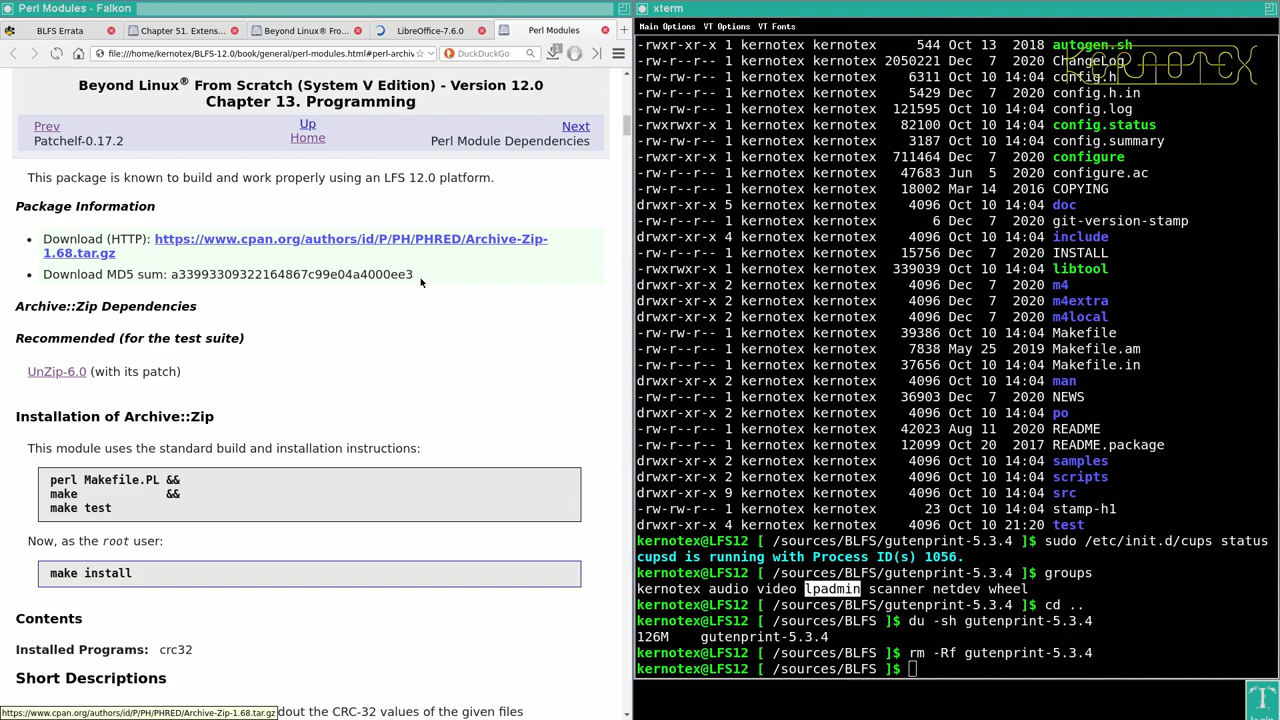 Perl Modules - Falkon
BLFS Errata
Chapter 51. Extens...
Beyond Linux® Fro...
LibreOffice-7.6.0
Perl Modules
file:///home/kernotex/BLFS-12.0/book/general/perl-modules.html#perl-archiv
DuckDuckGo
Beyond Linux® From Scratch (System V Edition) - Version 12.0
Chapter 13. Programming
Prev
Up
Next
Patchelf-0.17.2
Home
Perl Module Dependencies
This package is known to build and work properly using an LFS 12.0 platform.
Package Information
• Download (HTTP): https://www.cpan.org/authors/id/P/PH/PHRED/Archive-Zip-
1.68.tar.gz
• Download MD5 sum: a33993309322164867c99e04a4000ee3
Archive::Zip Dependencies
Recommended (for the test suite)
UnZip-6.0 (with its patch)
Installation of Archive::Zip
This module uses the standard build and installation instructions:
perl Makefile.PL &&
make             &&
make test
Now, as the root user:
make install
Contents
Installed Programs: crc32
Short Descriptions
https://www.cpan.org/authors/id/P/PH/PHRED/Archive-Zip-1.68.tar.gz
dout the CRC-32 values of the given files
xterm
Main Options  VT Options  VT Fonts
KERNOTEX
-rwxr-xr-x 1 kernotex kernotex     544 Oct 13  2018 autogen.sh
-rw-r--r-- 1 kernotex kernotex 2050221 Dec  7  2020 ChangeLog
-rw-rw-r-- 1 kernotex kernotex    6311 Oct 10 14:04 config.h
-rw-r--r-- 1 kernotex kernotex    5429 Dec  7  2020 config.h.in
-rw-rw-r-- 1 kernotex kernotex  121595 Oct 10 14:04 config.log
-rwxrwxr-x 1 kernotex kernotex   82100 Oct 10 14:04 config.status
-rw-rw-r-- 1 kernotex kernotex    3187 Oct 10 14:04 config.summary
-rwxr-xr-x 1 kernotex kernotex  711464 Dec  7  2020 configure
-rw-r--r-- 1 kernotex kernotex   47683 Jun  5  2020 configure.ac
-rw-r--r-- 1 kernotex kernotex   18002 Mar 14  2016 COPYING
drwxr-xr-x 5 kernotex kernotex    4096 Oct 10 14:04 doc
-rw-r--r-- 1 kernotex kernotex       6 Dec  7  2020 git-version-stamp
drwxr-xr-x 4 kernotex kernotex    4096 Oct 10 14:04 include
-rw-r--r-- 1 kernotex kernotex   15756 Dec  7  2020 INSTALL
-rwxrwxr-x 1 kernotex kernotex  339039 Oct 10 14:04 libtool
drwxr-xr-x 2 kernotex kernotex    4096 Dec  7  2020 m4
drwxr-xr-x 2 kernotex kernotex    4096 Dec  7  2020 m4extra
drwxr-xr-x 2 kernotex kernotex    4096 Dec  7  2020 m4local
-rw-rw-r-- 1 kernotex kernotex   39386 Oct 10 14:04 Makefile
-rw-r--r-- 1 kernotex kernotex    7838 May 25  2019 Makefile.am
-rw-r--r-- 1 kernotex kernotex   37656 Oct 10 14:04 Makefile.in
drwxr-xr-x 2 kernotex kernotex    4096 Oct 10 14:04 man
-rw-r--r-- 1 kernotex kernotex   36903 Dec  7  2020 NEWS
drwxr-xr-x 2 kernotex kernotex    4096 Oct 10 14:04 po
-rw-r--r-- 1 kernotex kernotex   42023 Aug 11  2020 README
-rw-r--r-- 1 kernotex kernotex   12099 Oct 20  2017 README.package
drwxr-xr-x 2 kernotex kernotex    4096 Oct 10 14:04 samples
drwxr-xr-x 2 kernotex kernotex    4096 Oct 10 14:04 scripts
drwxr-xr-x 9 kernotex kernotex    4096 Oct 10 14:04 src
-rw-rw-r-- 1 kernotex kernotex      23 Oct 10 14:04 stamp-h1
drwxr-xr-x 4 kernotex kernotex    4096 Oct 10 21:20 test
kernotex@LFS12 [ /sources/BLFS/gutenprint-5.3.4 ]$ sudo /etc/init.d/cups status
cupsd is running with Process ID(s) 1056.
kernotex@LFS12 [ /sources/BLFS/gutenprint-5.3.4 ]$ groups
kernotex audio video lpadmin scanner netdev wheel
kernotex@LFS12 [ /sources/BLFS/gutenprint-5.3.4 ]$ cd ..
kernotex@LFS12 [ /sources/BLFS ]$ du -sh gutenprint-5.3.4
126M    gutenprint-5.3.4
kernotex@LFS12 [ /sources/BLFS ]$ rm -Rf gutenprint-5.3.4
kernotex@LFS12 [ /sources/BLFS ]$